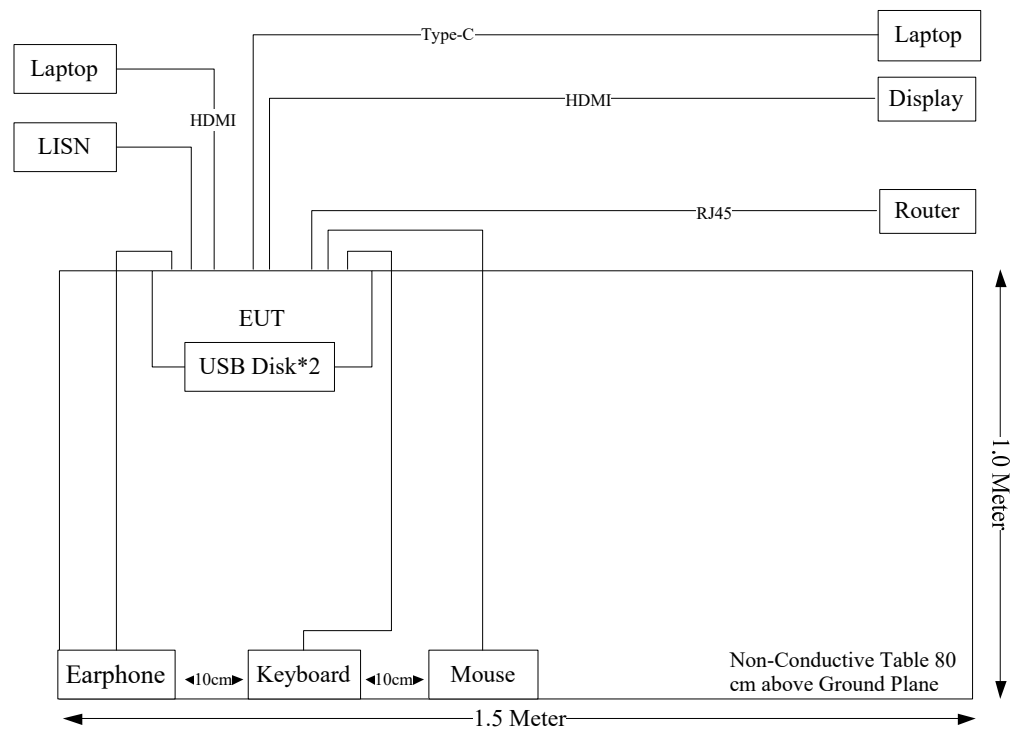 Type-C
Laptop
Laptop
HDMI
Display
HDMI
LISN
RJ45
Router
EUT
USB Disk*2
1.0 Meter
Earphone
10cm
Keyboard
10cm
Mouse
Non-Conductive Table 80
cm above Ground Plane
1.5 Meter